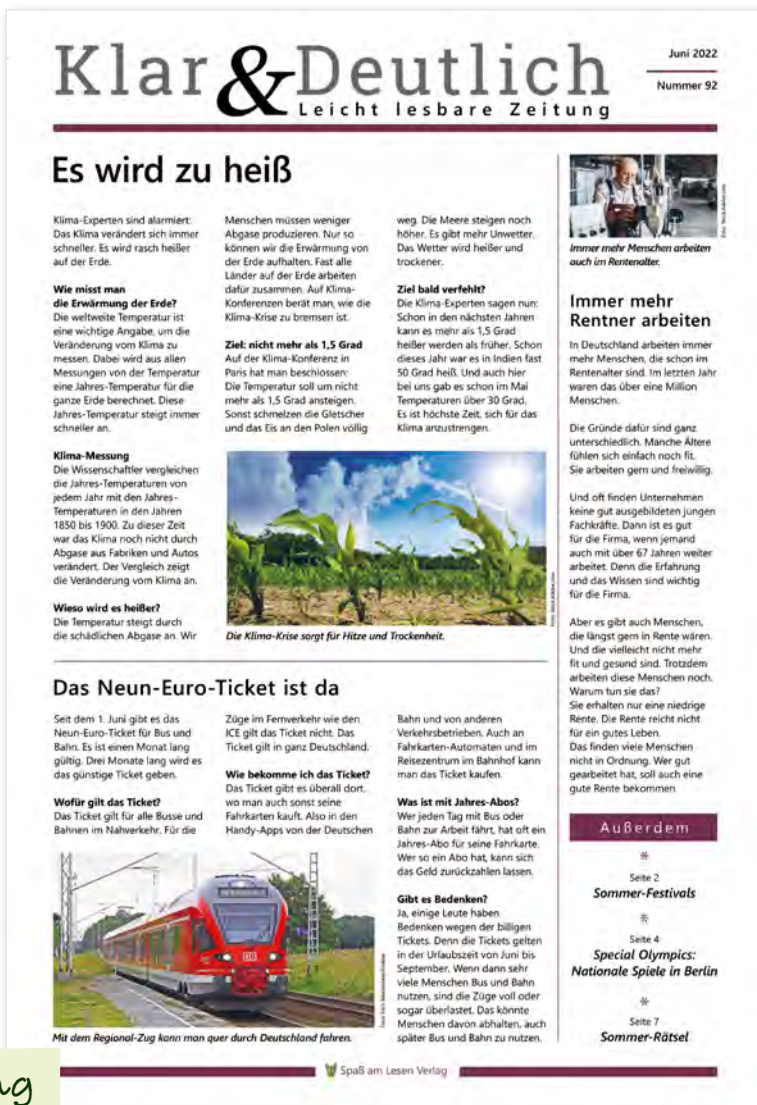 Klar & Deutlich
Leicht lesbare Zeitung
Juni 2022
Nummer 92
Es wird zu heiß
Klima-Experten sind alarmiert:
Das Klima verändert sich immer
schneller. Es wird rasch heißer
auf der Erde.
Wie misst man
die Erwärmung der Erde?
Die weltweite Temperatur ist
eine wichtige Angabe, um die
Veränderung vom Klima zu
messen. Dabei wird aus allen
Messungen von der Temperatur
eine Jahres-Temperatur für die
ganze Erde berechnet. Diese
Jahres-Temperatur steigt immer
schneller an.
Klima-Messung
Die Wissenschaftler vergleichen
die Jahres-Temperaturen von
jedem Jahr mit den Jahres-
Temperaturen in den Jahren
1850 bis 1900. Zu dieser Zeit
war das Klima noch nicht durch
Abgase aus Fabriken und Autos
verändert. Der Vergleich zeigt
die Veränderung vom Klima an.
Wieso wird es heißer?
Die Temperatur steigt durch
die schädlichen Abgase an. Wir
Menschen müssen weniger
Abgase produzieren. Nur so
können wir die Erwärmung von
der Erde aufhalten. Fast alle
Länder auf der Erde arbeiten
dafür zusammen. Auf Klima-
Konferenzen berät man, wie die
Klima-Krise zu bremsen ist.
Ziel: nicht mehr als 1,5 Grad
Auf der Klima-Konferenz in
Paris hat man beschlossen:
Die Temperatur soll um nicht
mehr als 1,5 Grad ansteigen.
Sonst schmelzen die Gletscher
und das Eis an den Polen völlig
weg. Die Meere steigen noch
höher. Es gibt mehr Unwetter.
Das Wetter wird heißer und
trockener.
Ziel bald verfehlt?
Die Klima-Experten sagen nun:
Schon in den nächsten Jahren
kann es mehr als 1,5 Grad
heißer werden als früher. Schon
dieses Jahr war es in Indien fast
50 Grad heiß. Und auch hier
bei uns gab es schon im Mai
Temperaturen über 30 Grad.
Es ist höchste Zeit, sich für das
Klima anzustrengen.
Die Klima-Krise sorgt für Hitze und Trockenheit.
Das Neun-Euro-Ticket ist da
Seit dem 1. Juni gibt es das
Neun-Euro-Ticket für Bus und
Bahn. Es ist einen Monat lang
gültig. Drei Monate lang wird es
das günstige Ticket geben.
Wofür gilt das Ticket?
Das Ticket gilt für alle Busse und
Bahnen im Nahverkehr. Für die
Züge im Fernverkehr wie den
ICE gilt das Ticket nicht. Das
Ticket gilt in ganz Deutschland.
Wie bekomme ich das Ticket?
Das Ticket gibt es überall dort,
wo man auch sonst seine
Fahrkarten kauft. Also in den
Handy-Apps von der Deutschen
Bahn und von anderen
Verkehrsbetrieben. Auch an
Fahrkarten-Automaten und im
Reisezentrum im Bahnhof kann
man das Ticket kaufen.
Was ist mit Jahres-Abos?
Wer jeden Tag mit Bus oder
Bahn zur Arbeit fährt, hat oft ein
Jahres-Abo für seine Fahrkarte.
Wer so ein Abo hat, kann sich
das Geld zurückzahlen lassen.
Gibt es Bedenken?
Ja, einige Leute haben
Bedenken wegen der billigen
Tickets. Denn die Tickets gelten
in der Urlaubszeit von Juni bis
September. Wenn dann sehr
viele Menschen Bus und Bahn
nutzen, sind die Züge voll oder
sogar überlastet. Das könnte
Menschen davon abhalten, auch
später Bus und Bahn zu nutzen.
DB
Mit dem Regional-Zug kann man quer durch Deutschland fahren.
Immer mehr Menschen arbeiten
auch im Rentenalter.
Immer mehr
Rentner arbeiten
In Deutschland arbeiten immer
mehr Menschen, die schon im
Rentenalter sind. Im letzten Jahr
waren das über eine Million
Menschen.
Die Gründe dafür sind ganz
unterschiedlich. Manche Ältere
fühlen sich einfach noch fit.
Sie arbeiten gern und freiwillig.
Und oft finden Unternehmen
keine gut ausgebildeten jungen
Fachkräfte. Dann ist es gut
für die Firma, wenn jemand
auch mit über 67 Jahren weiter
arbeitet. Denn die Erfahrung
und das Wissen sind wichtig
für die Firma.
Aber es gibt auch Menschen,
die längst gern in Rente wären.
Und die vielleicht nicht mehr
fit und gesund sind. Trotzdem
arbeiten diese Menschen noch.
Warum tun sie das?
Sie erhalten nur eine niedrige
Rente. Die Rente reicht nicht
für ein gutes Leben.
Das finden viele Menschen
nicht in Ordnung. Wer gut
gearbeitet hat, soll auch eine
gute Rente bekommen.
Außerdem
Seite 2
Sommer-Festivals
Seite 4
Special Olympics:
Nationale Spiele in Berlin
Seite 7
Sommer-Rätsel
Spaß am Lesen Verlag